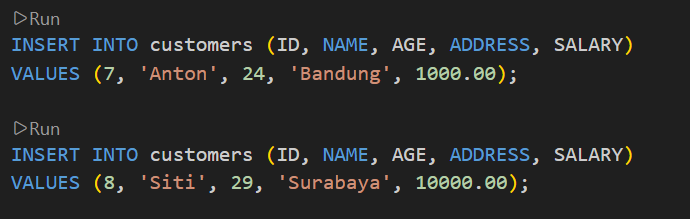 Run
INSERT INTO customers (ID, NAME, AGE, ADDRESS, SALARY)
VALUES (7, 'Anton', 24, 'Bandung', 1000.00);
Run
INSERT INTO customers (ID, NAME, AGE, ADDRESS, SALARY)
VALUES (8, 'Siti', 29, 'Surabaya', 10000.00);